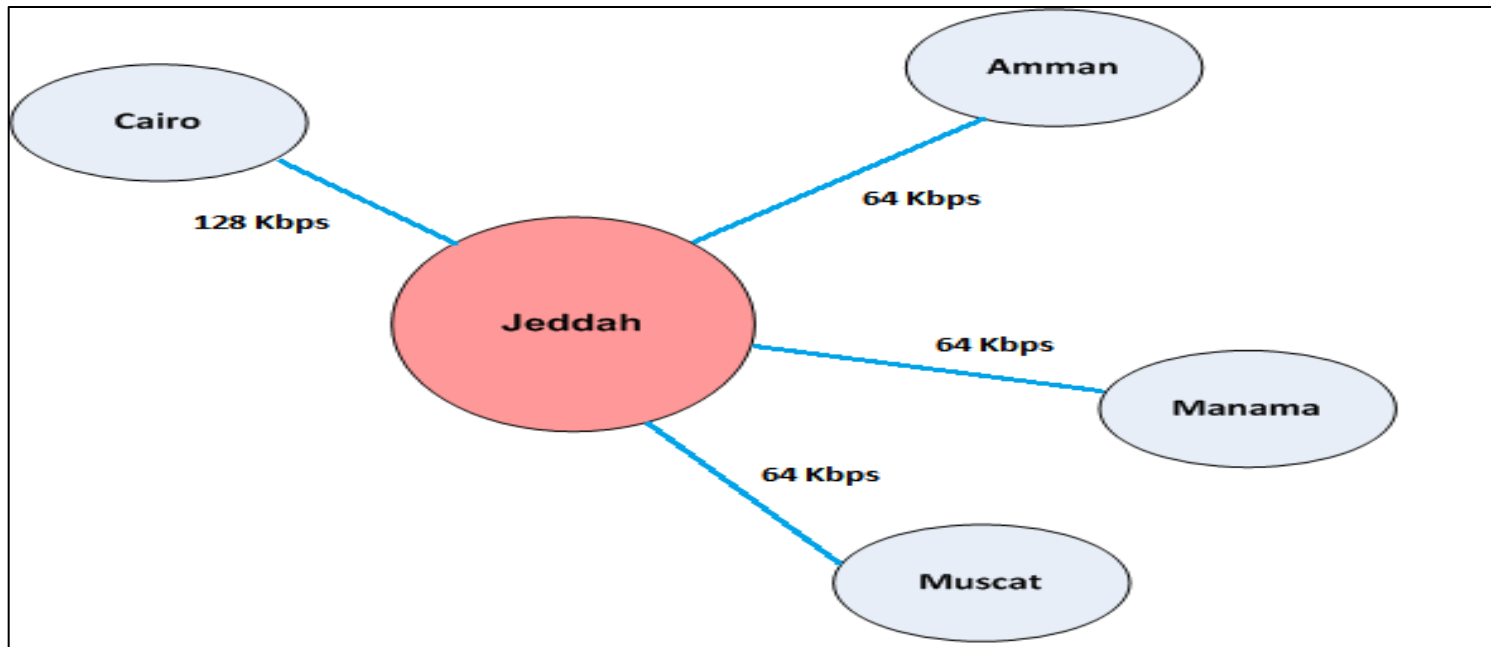 Amman
Cairo
64 Kbps
128 Kbps
Jeddah
64 Kbps
Manama
64 Kbps
Muscat